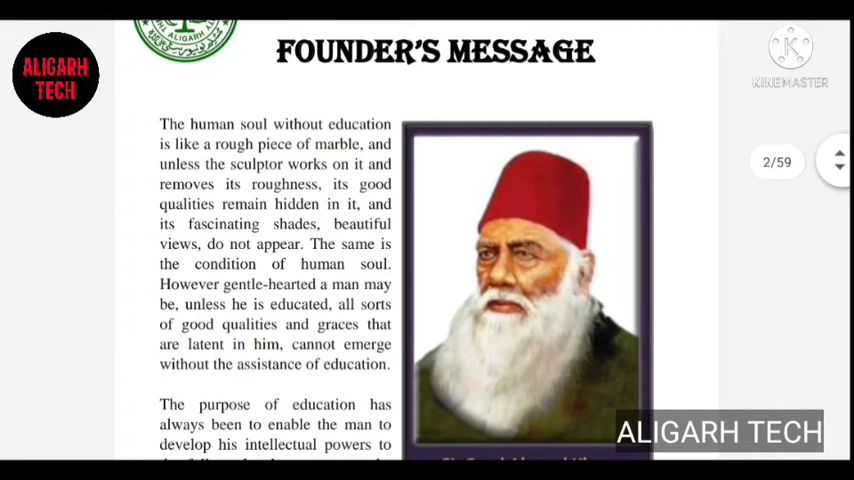 FOUNDER'S MESSAGE
ALIGARH
TECH
KINEMASTER
2/59
The human soul without education
is like a rough piece of marble, and
unless the sculptor works on it and
removes its roughness, its good
qualities remain hidden in it, and
its fascinating shades, beautiful
views, do not appear. The same is
the condition of human soul.
However gentle-hearted a man may
be, unless he is educated, all sorts
of good qualities and graces that
are latent in him, cannot emerge
without the assistance of education.
The purpose of education has
always been to enable the man to
develop his intellectual powers to
ALIGARH TECH